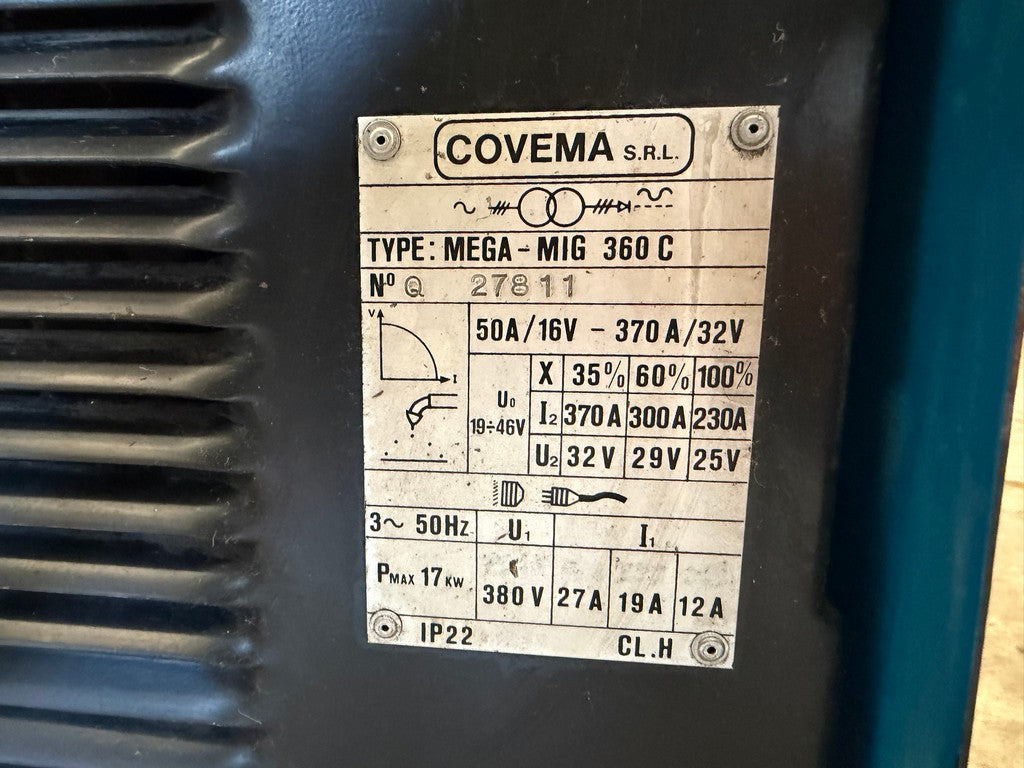 COVEMA S.R.L.
TYPE: MEGA-MIG 360 C
Nº Q 27811
V
I
50A/16V - 370A/32V
U0
19÷46V
X 35% 60% 100%
I2 370A 300A 230A
U2 32V 29V 25V
3~ 50Hz U1 I1
PMAX 17KW
380V 27A 19A 12A
IP22 CL.H